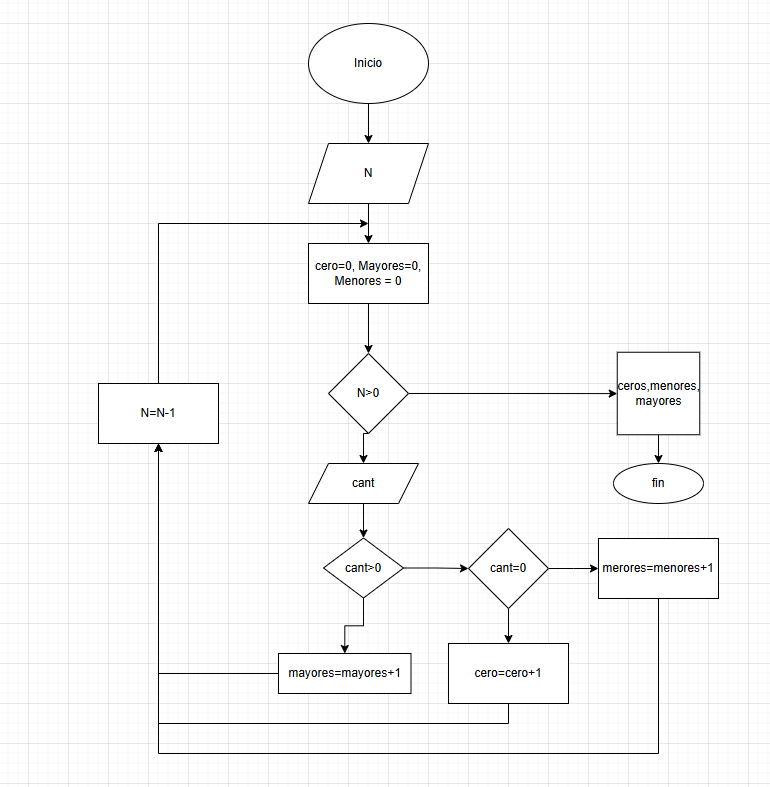 Inicio
N
cero=0, Mayores=0,
Menores = 0
N>0
ceros,menores,
mayores
N=N-1
cant
fin
cant>0
cant=0
merores=menores+1
mayores=mayores+1
cero=cero+1